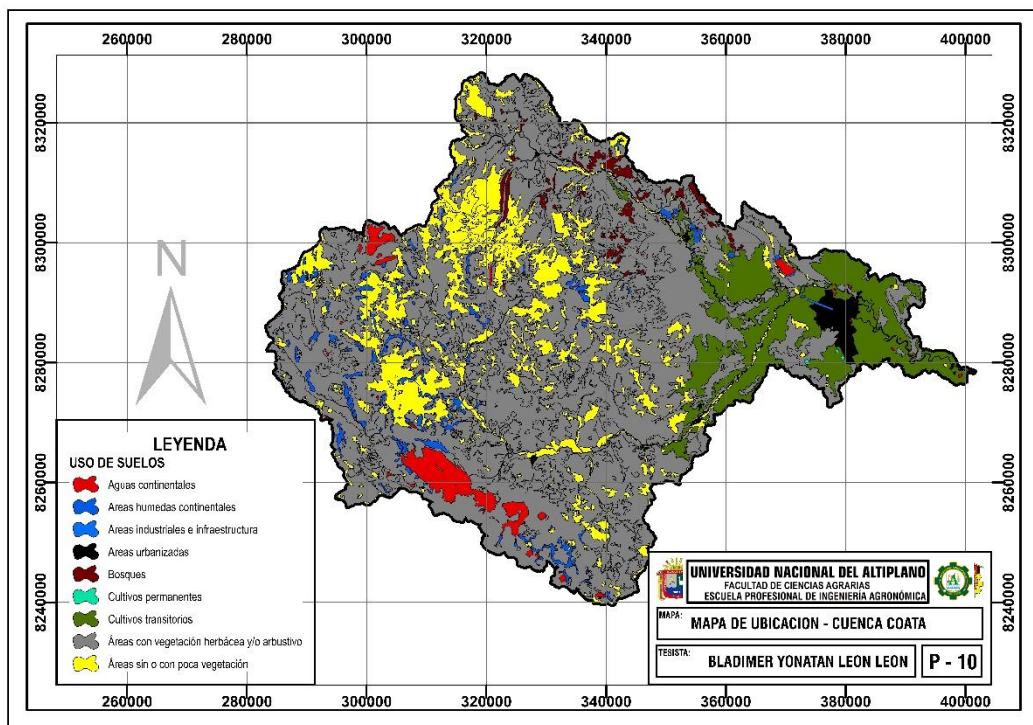 260000 280000 300000 320000 340000 360000 380000 400000
8320000 8320000
8300000 8300000
8280000 8280000
8260000 8260000
8240000 8240000
N
LEYENDA
USO DE SUELOS
Aguas continentales
Areas humedas continentales
Areas industriales e infraestructura
Areas urbanizadas
Bosques
Cultivos permanentes
Cultivos transitorios
Áreas con vegetación herbácea y/o arbustivo
Áreas sin o con poca vegetación
UNIVERSIDAD NACIONAL DEL ALTIPLANO
FACULTAD DE CIENCIAS AGRARIAS
ESCUELA PROFESIONAL DE INGENIERÍA AGRONÓMICA
MAPA: MAPA DE UBICACION - CUENCA COATA
TESISTA: BLADIMER YONATAN LEON LEON P - 10
260000 280000 300000 320000 340000 360000 380000 400000